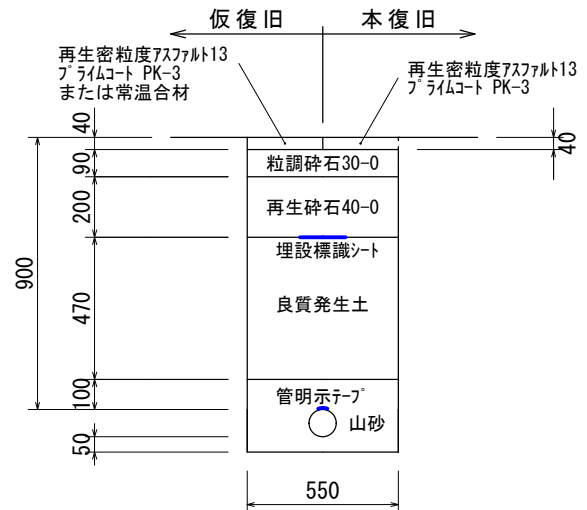 仮復旧
本復旧
再生密粒度アスファルト13
プライムコート PK-3
または常温合材
再生密粒度アスファルト13
プライムコート PK-3
40
40
90
粒調砕石30-0
200
再生砕石40-0
埋設標識シート
900
470
良質発生土
100
管明示テープ
山砂
50
550